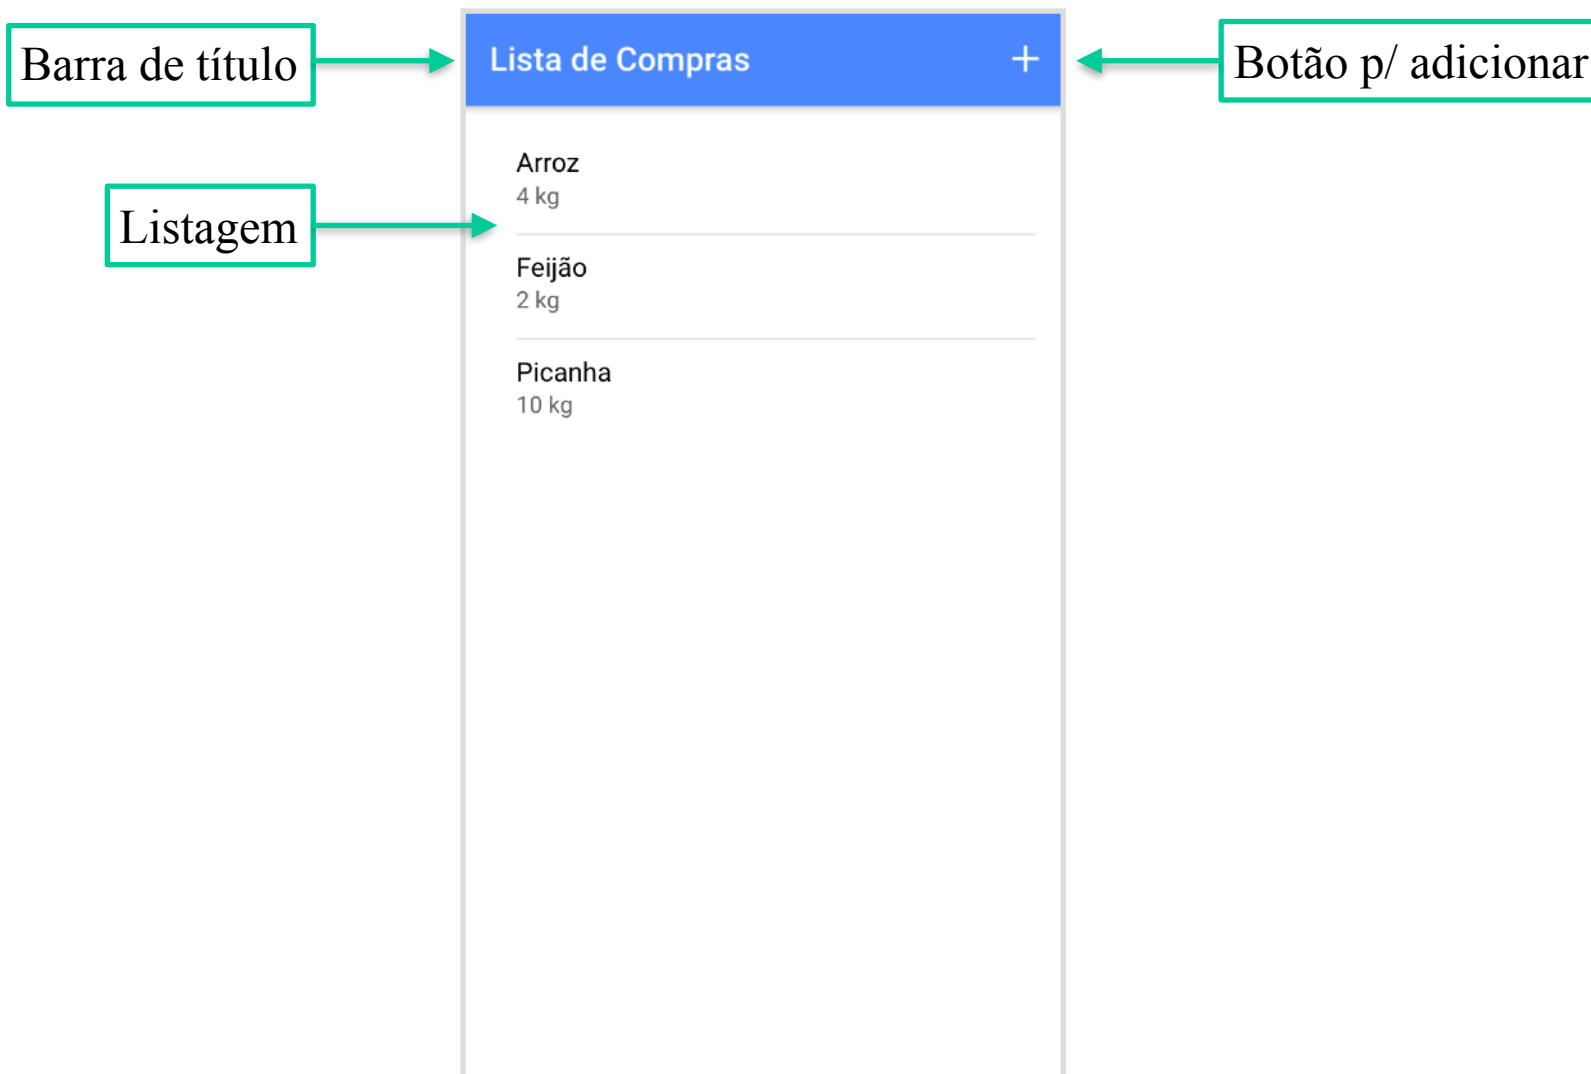 Barra de título
Lista de Compras
+
Botão p/ adicionar
Arroz
4 kg
Listagem
Feijão
2 kg
Picanha
10 kg